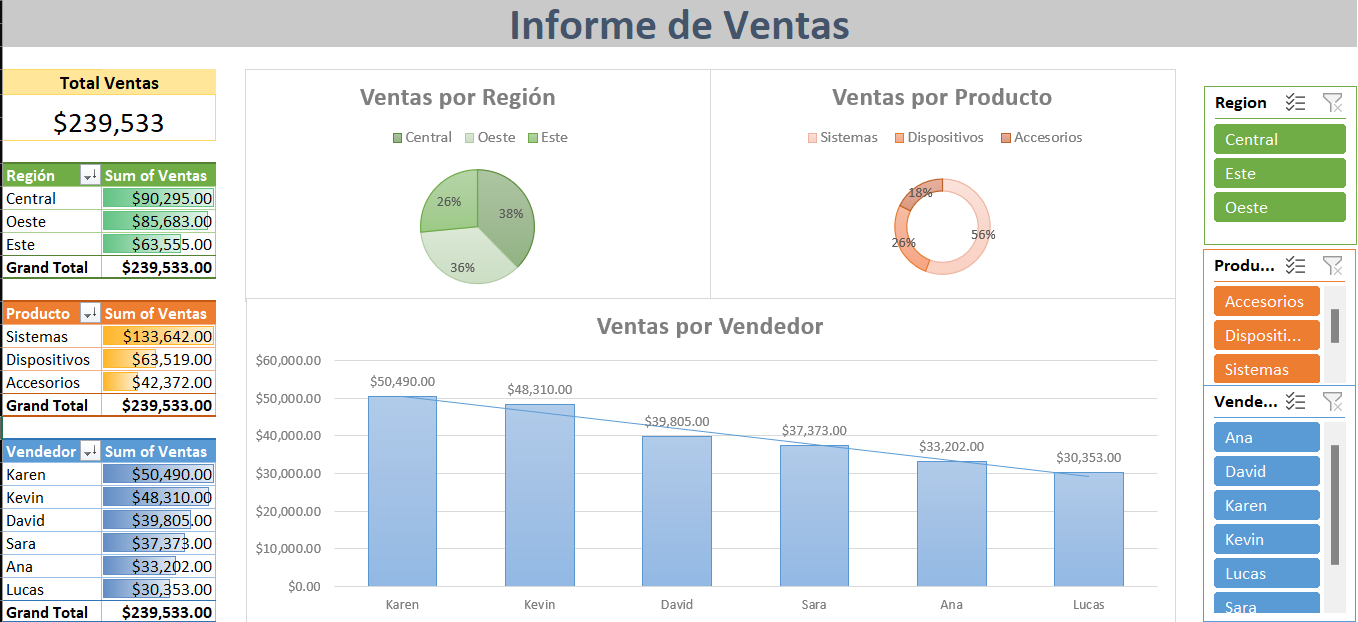 Informe de Ventas
Total Ventas
$239,533
Región Sum of Ventas
Central $90,295.00
Oeste $85,683.00
Este $63,555.00
Grand Total $239,533.00
Producto Sum of Ventas
Sistemas $133,642.00
Dispositivos $63,519.00
Accesorios $42,372.00
Grand Total $239,533.00
Vendedor Sum of Ventas
Karen $50,490.00
Kevin $48,310.00
David $39,805.00
Sara $37,373.00
Ana $33,202.00
Lucas $30,353.00
Grand Total $239,533.00
Ventas por Región
Central Oeste Este
26% 38%
36%
Ventas por Producto
Sistemas Dispositivos Accesorios
18%
26% 56%
Ventas por Vendedor
$60,000.00
$50,000.00
$40,000.00
$30,000.00
$20,000.00
$10,000.00
$0.00
$50,490.00 $48,310.00 $39,805.00 $37,373.00 $33,202.00 $30,353.00
Karen Kevin David Sara Ana Lucas
Region
Central
Este
Oeste
Produ...
Accesorios
Dispositi...
Sistemas
Vende...
Ana
David
Karen
Kevin
Lucas
Sara